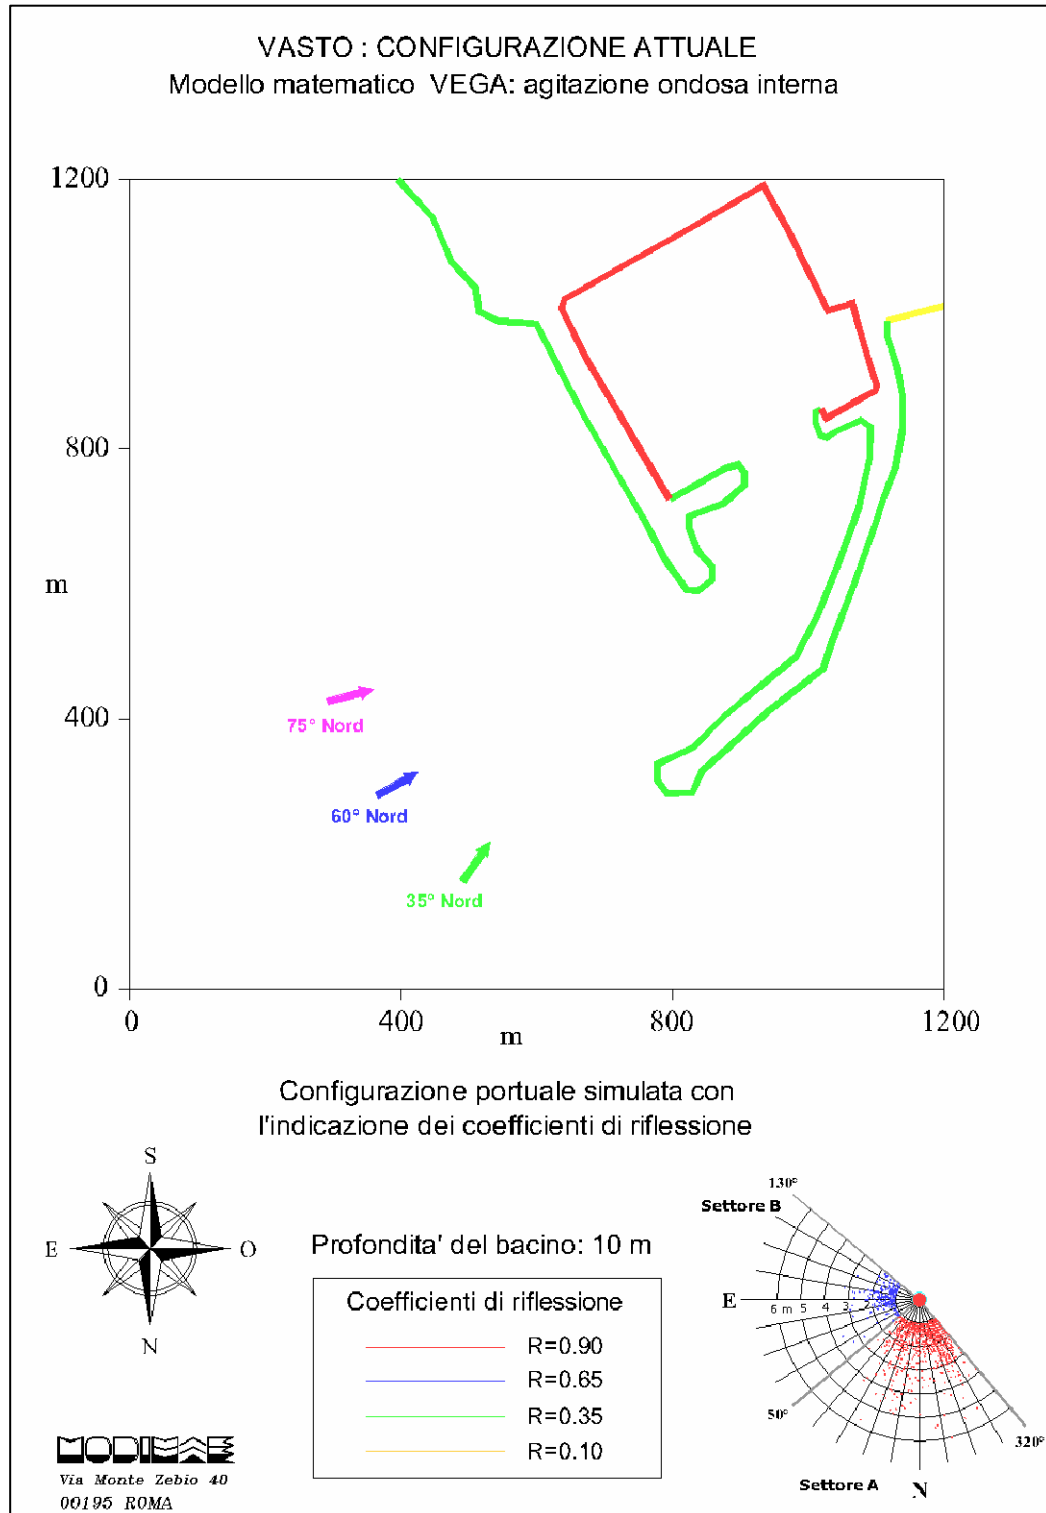 VASTO : CONFIGURAZIONE ATTUALE
Modello matematico VEGA: agitazione ondosa interna
1200
800
m
400
0
75° Nord
60° Nord
35° Nord
0
400
m
800
1200
Configurazione portuale simulata con
l'indicazione dei coefficienti di riflessione
S
E
O
N
Profondita' del bacino: 10 m
Coefficienti di riflessione
R=0.90
R=0.65
R=0.35
R=0.10
130°
Settore B
E
6 m 5 4 3 2
50°
320°
Settore A
N
MODIMAR
Via Monte Zebio 40
00195 ROMA